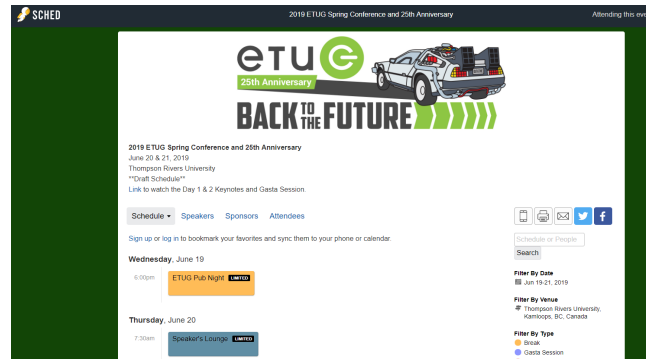 SCHED
2019 ETUG Spring Conference and 25th Anniversary
Attending this eve
eTUG
25th Anniversary
BACK TO THE FUTURE
2019 ETUG Spring Conference and 25th Anniversary
June 20 & 21, 2019
Thompson Rivers University
**Draft Schedule**
Link to watch the Day 1 & 2 Keynotes and Gasta Session.
Schedule Speakers Sponsors Attendees
Sign up or log in to bookmark your favorites and sync them to your phone or calendar.
Schedule or People
Search
Wednesday, June 19
6:00pm ETUG Pub Night LIMITED
Thursday, June 20
7:30am Speaker's Lounge LIMITED
Filter By Date
Jun 19-21, 2019
Filter By Venue
Thompson Rivers University,
Kamloops, BC, Canada
Filter By Type
Break
Gasta Session